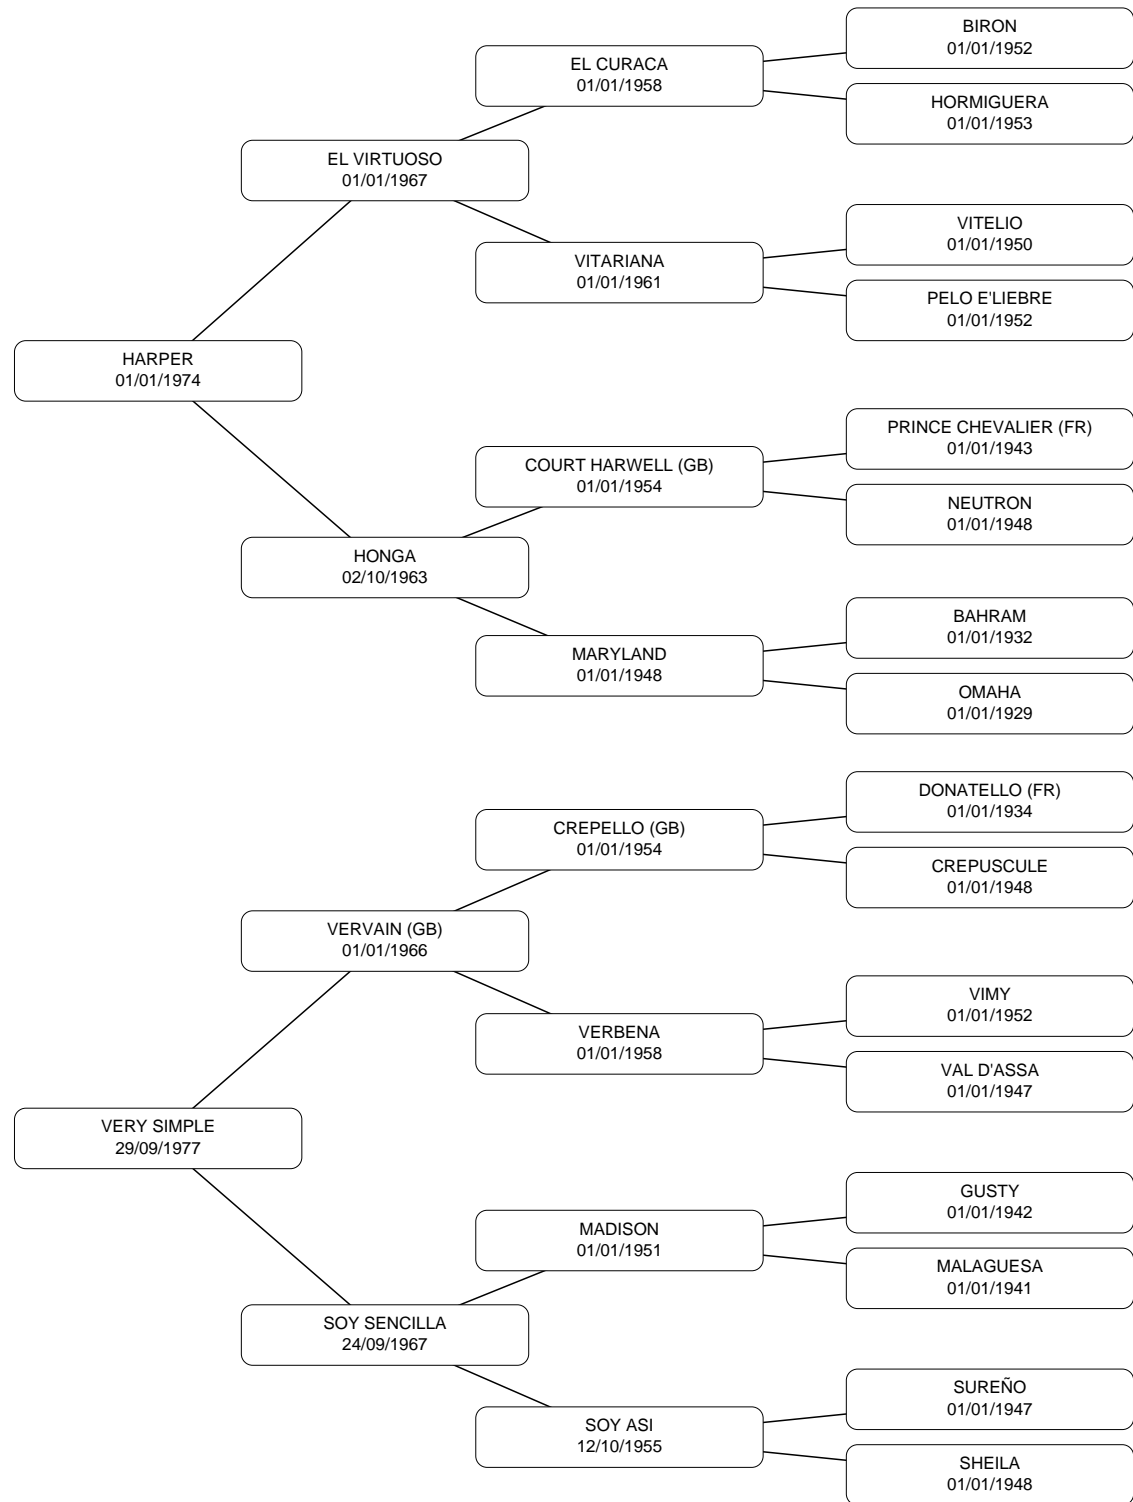 BIRON
01/01/1952
EL CURACA
01/01/1958
HORMIGUERA
01/01/1953
EL VIRTUOSO
01/01/1967
VITELIO
01/01/1950
VITARIANA
01/01/1961
PELO E'LIEBRE
01/01/1952
HARPER
01/01/1974
PRINCE CHEVALIER (FR)
01/01/1943
COURT HARWELL (GB)
01/01/1954
NEUTRON
01/01/1948
HONGA
02/10/1963
BAHRAM
01/01/1932
MARYLAND
01/01/1948
OMAHA
01/01/1929
DONATELLO (FR)
01/01/1934
CREPELLO (GB)
01/01/1954
CREPUSCULE
01/01/1948
VERVAIN (GB)
01/01/1966
VIMY
01/01/1952
VERBENA
01/01/1958
VAL D'ASSA
01/01/1947
VERY SIMPLE
29/09/1977
GUSTY
01/01/1942
MADISON
01/01/1951
MALAGUESA
01/01/1941
SOY SENCILLA
24/09/1967
SUREÑO
01/01/1947
SOY ASI
12/10/1955
SHEILA
01/01/1948